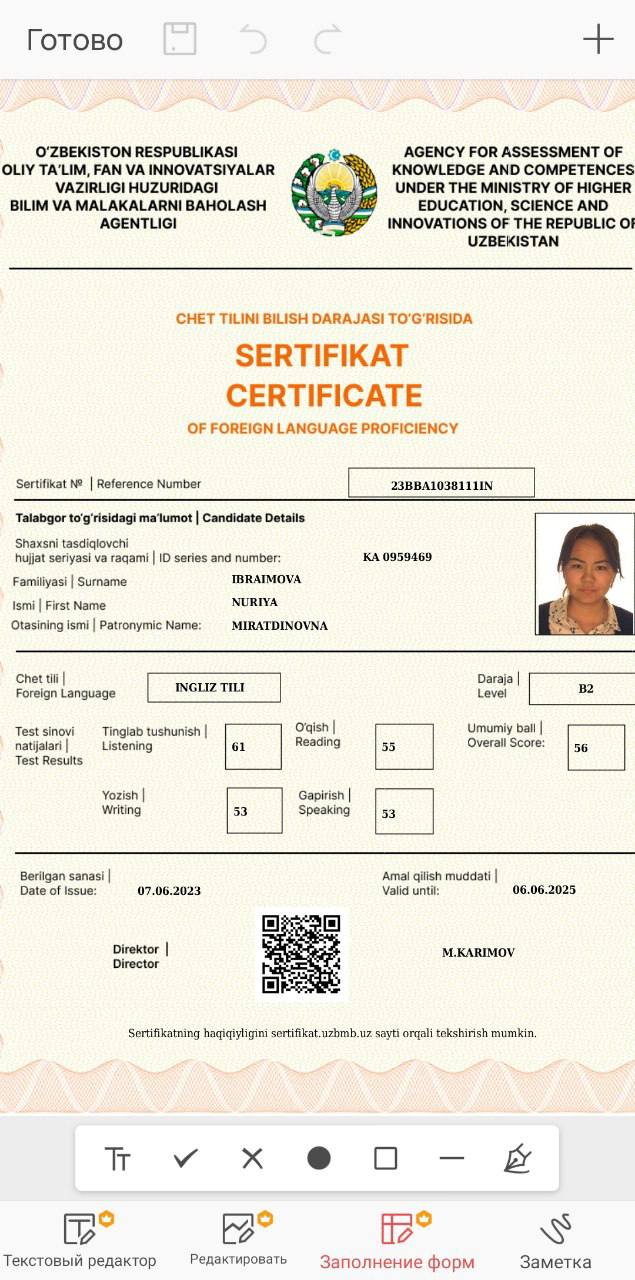 Готово
O‘ZBEKISTON RESPUBLIKASI
OLIY TA’LIM, FAN VA INNOVATSIYALAR
VAZIRLIGI HUZURIDAGI
BILIM VA MALAKALARNI BAHOLASH
AGENTLIGI
AGENCY FOR ASSESSMENT OF
KNOWLEDGE AND COMPETENCES
UNDER THE MINISTRY OF HIGHER
EDUCATION, SCIENCE AND
INNOVATIONS OF THE REPUBLIC OF
UZBEKISTAN
CHET TILINI BILISH DARAJASI TO‘G‘RISIDA
SERTIFIKAT
CERTIFICATE
OF FOREIGN LANGUAGE PROFICIENCY
Sertifikat № | Reference Number 23BBA1038111IN
Talabgor to‘g‘risidagi ma’lumot | Candidate Details
Shaxsni tasdiqlovchi
hujjat seriyasi va raqami | ID series and number: KA 0959469
Familiyasi | Surname IBRAIMOVA
Ismi | First Name NURIYA
Otasining ismi | Patronymic Name: MIRATDINOVNA
Chet tili |
Foreign Language
INGLIZ TILI
Daraja |
Level
B2
Test sinovi
natijalari |
Test Results
Tinglab tushunish |
Listening
61
O‘qish |
Reading
55
Umumiy ball |
Overall Score:
56
Yozish |
Writing
53
Gapirish |
Speaking
53
Berilgan sanasi |
Date of Issue: 07.06.2023
Amal qilish muddati |
Valid until: 06.06.2025
Direktor |
Director
M.KARIMOV
Sertifikatning haqiqiyligini sertifikat.uzbmb.uz sayti orqali tekshirish mumkin.
Тт
Текстовый редактор
Редактировать
Заполнение форм
Заметка